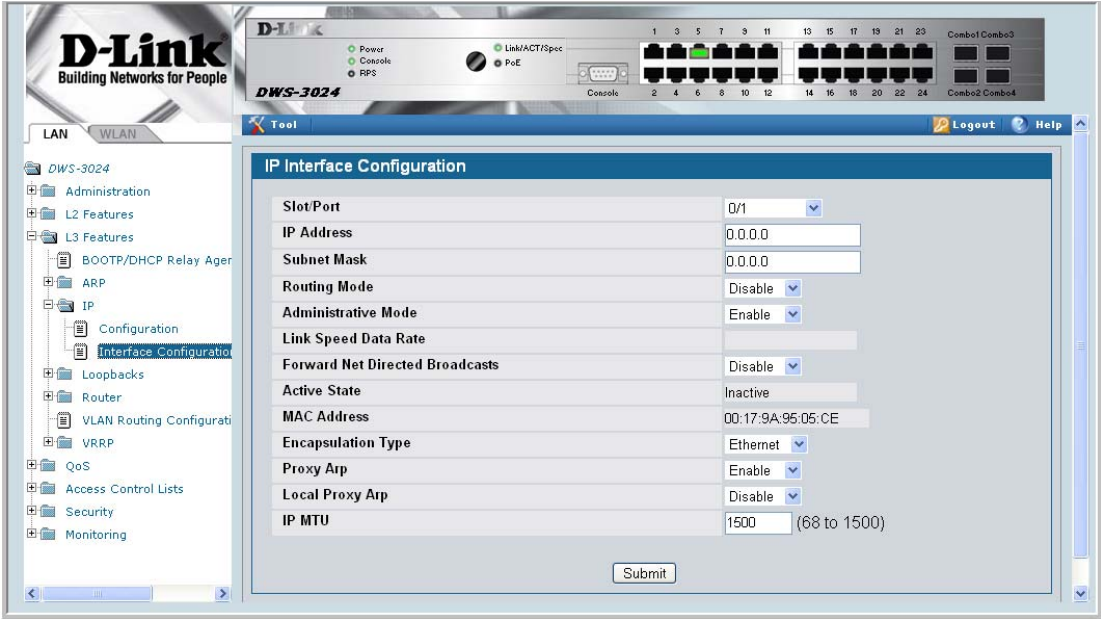 D-Link
Building Networks for People
D-Link
Power
Console
RPS
Link/ACT/Spec
PoE
DWS-3024
Console
1 3 5 7 9 11 13 15 17 19 21 23
2 4 6 8 10 12 14 16 18 20 22 24
Combo1 Combo3
Combo2 Combo4
LAN WLAN
Tool
Logout
Help
DWS-3024
Administration
L2 Features
L3 Features
BOOTP/DHCP Relay Ager
ARP
IP
Configuration
Interface Configuratio
Loopbacks
Router
VLAN Routing Configurati
VRRP
QoS
Access Control Lists
Security
Monitoring
IP Interface Configuration
Slot/Port 0/1
IP Address 0.0.0.0
Subnet Mask 0.0.0.0
Routing Mode Disable
Administrative Mode Enable
Link Speed Data Rate
Forward Net Directed Broadcasts Disable
Active State Inactive
MAC Address 00:17:9A:95:05:CE
Encapsulation Type Ethernet
Proxy Arp Enable
Local Proxy Arp Disable
IP MTU 1500 (68 to 1500)
Submit